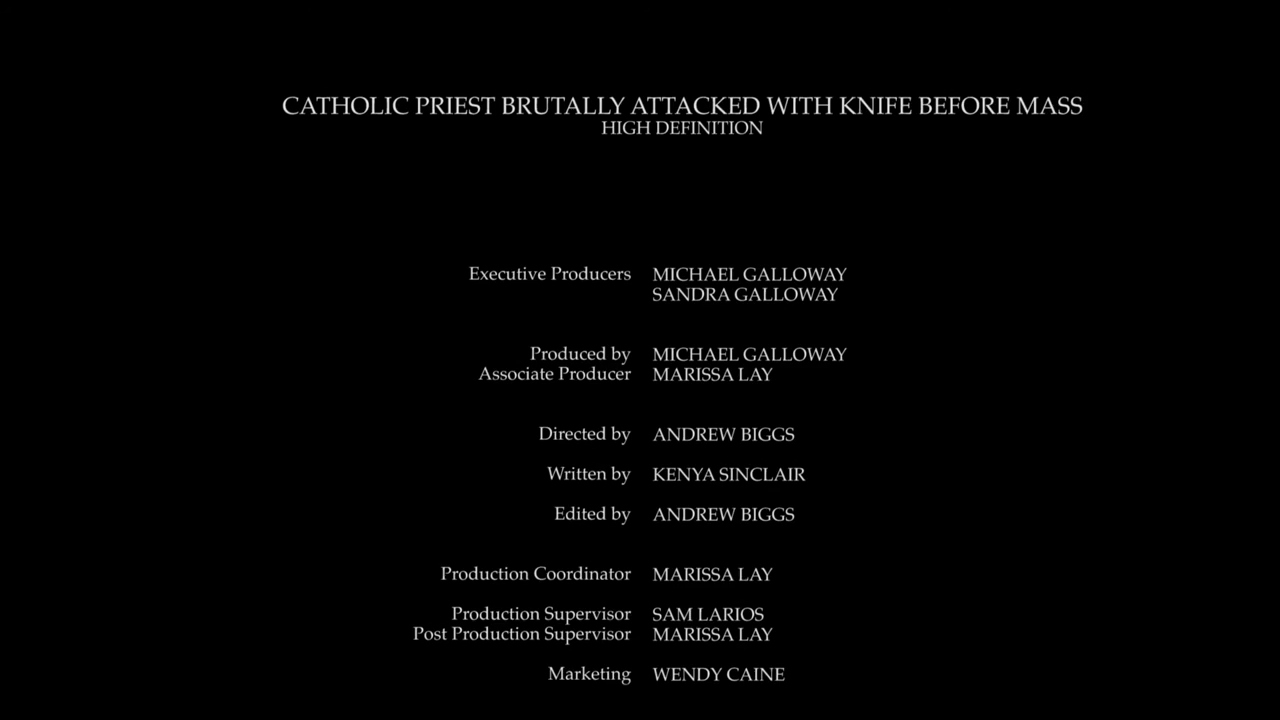 CATHOLIC PRIEST BRUTALLY ATTACKED WITH KNIFE BEFORE MASS
HIGH DEFINITION
Executive Producers MICHAEL GALLOWAY
SANDRA GALLOWAY
Produced by MICHAEL GALLOWAY
Associate Producer MARISSA LAY
Directed by ANDREW BIGGS
Written by KENYA SINCLAIR
Edited by ANDREW BIGGS
Production Coordinator MARISSA LAY
Production Supervisor SAM LARIOS
Post Production Supervisor MARISSA LAY
Marketing WENDY CAINE